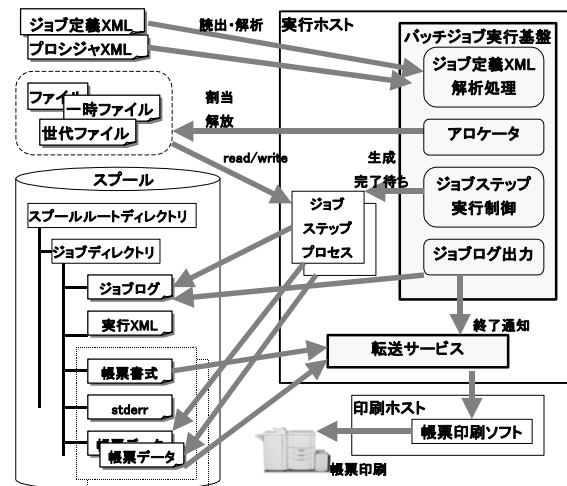 ジョブ定義XML
プロシジャXML
読出・解析
実行ホスト
バッチジョブ実行基盤
ジョブ定義XML
解析処理
ファイル
一時ファイル
世代ファイル
割当
解放
アロケータ
read/write
生成
完了待ち
ジョブステップ
実行制御
スプール
スプールルートディレクトリ
ジョブディレクトリ
ジョブ
ステップ
プロセス
ジョブログ出力
ジョブログ
実行XML
終了通知
転送サービス
帳票書式
stderr
帳票データ
帳票データ
印刷ホスト
帳票印刷ソフト
帳票印刷